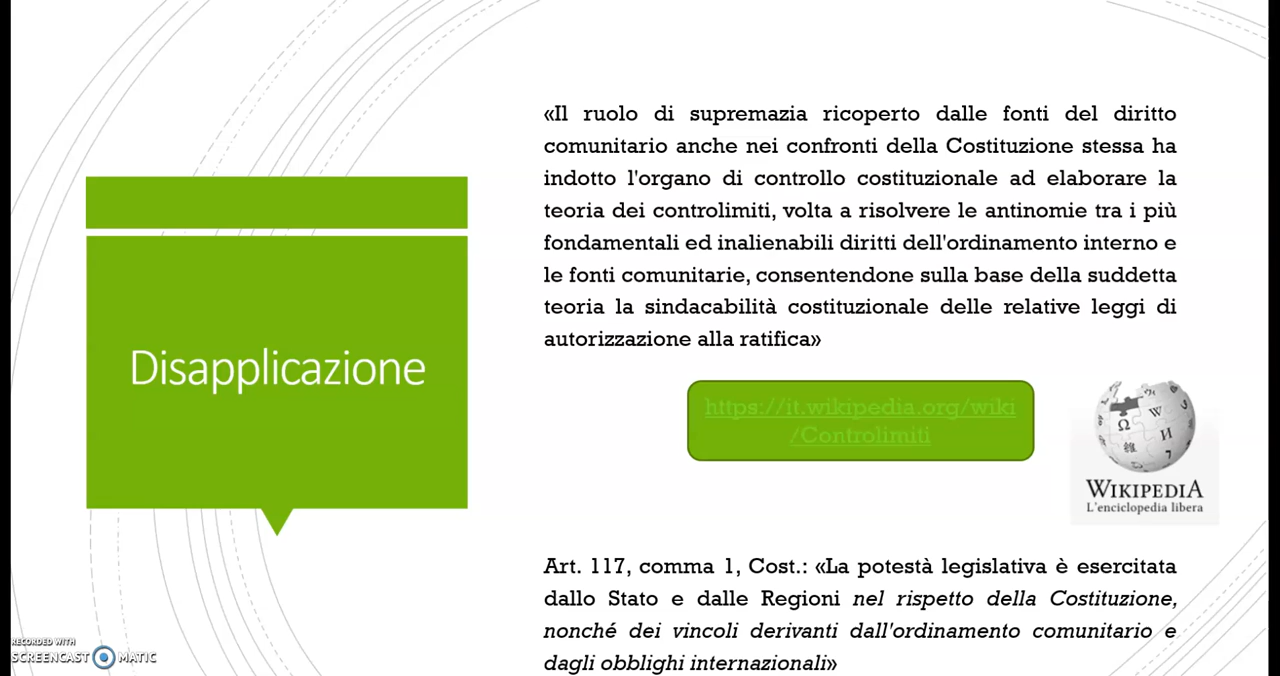 Disapplicazione
«Il ruolo di supremazia ricoperto dalle fonti del diritto
comunitario anche nei confronti della Costituzione stessa ha
indotto l'organo di controllo costituzionale ad elaborare la
teoria dei controlimiti, volta a risolvere le antinomie tra i più
fondamentali ed inalienabili diritti dell'ordinamento interno e
le fonti comunitarie, consentendone sulla base della suddetta
teoria la sindacabilità costituzionale delle relative leggi di
autorizzazione alla ratifica»
https://it.wikipedia.org/wiki
/Controlimiti
WIKIPEDIA
L'enciclopedia libera
Art. 117, comma 1, Cost.: «La potestà legislativa è esercitata
dallo Stato e dalle Regioni nel rispetto della Costituzione,
nonché dei vincoli derivanti dall'ordinamento comunitario e
dagli obblighi internazionali»
RECORDED WITH
SCREENCAST MATIC